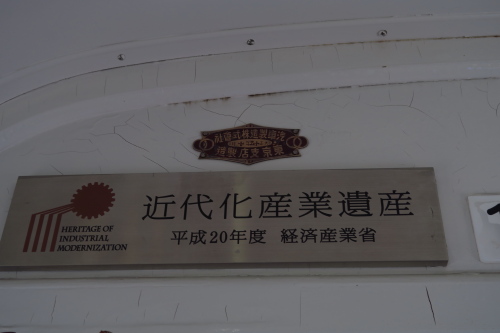 近代化産業遺産
平成20年度 経済産業省
HERITAGE OF
INDUSTRIAL
MODERNIZATION